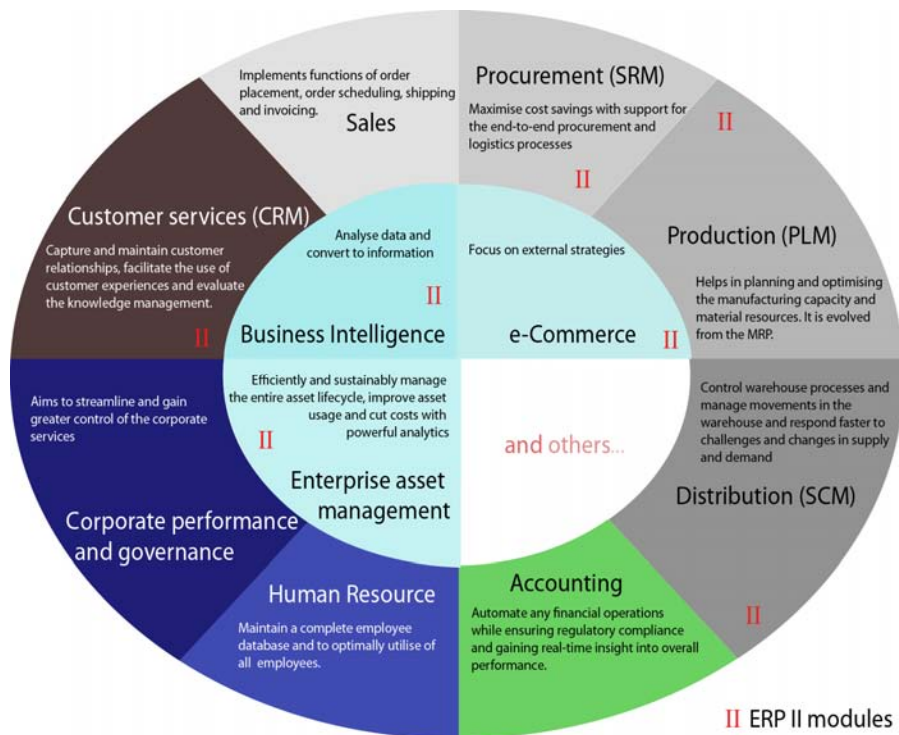 Implements functions of order
placement, order scheduling, shipping
and invoicing.
Sales
Procurement (SRM)
Maximise cost savings with support for
the end-to-end procurement and
logistics processes
II
II
Customer services (CRM)
Capture and maintain customer
relationships, facilitate the use of
customer experiences and evaluate
the knowledge management.
II
Analyse data and
convert to information
II
Business Intelligence
Focus on external strategies
e-Commerce
II
Production (PLM)
Helps in planning and optimising
the manufacturing capacity and
material resources. It is evolved
from the MRP.
Aims to streamline and gain
greater control of the corporate
services
Corporate performance
and governance
Efficiently and sustainably manage
the entire asset lifecycle, improve asset
usage and cut costs with
powerful analytics
II
Enterprise asset
management
and others...
Control warehouse processes and
manage movements in the
warehouse and respond faster to
challenges and changes in supply
and demand
Distribution (SCM)
II
Human Resource
Maintain a complete employee
database and to optimally utilise of
all employees.
Accounting
Automate any financial operations
while ensuring regulatory compliance
and gaining real-time insight into overall
performance.
II ERP II modules